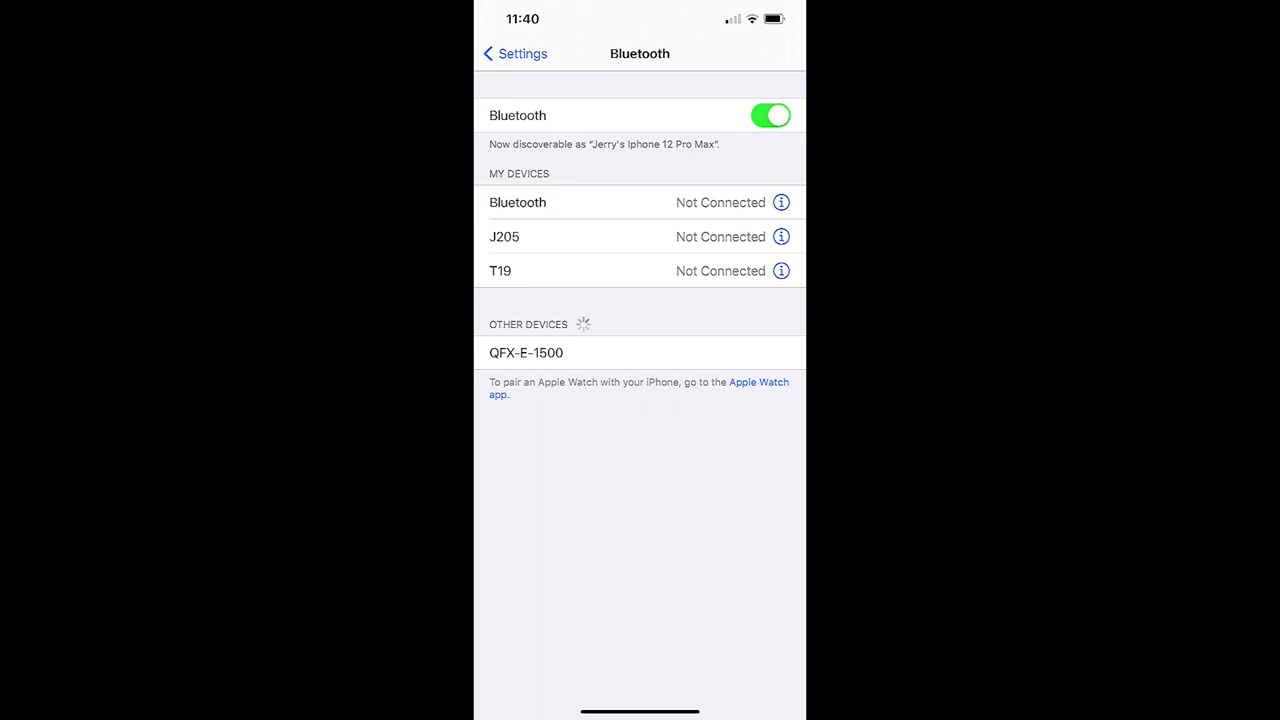 11:40
Settings
Bluetooth
Bluetooth
Now discoverable as “Jerry's Iphone 12 Pro Max”.
MY DEVICES
Bluetooth Not Connected
J205 Not Connected
T19 Not Connected
OTHER DEVICES
QFX-E-1500
To pair an Apple Watch with your iPhone, go to the Apple Watch
app.